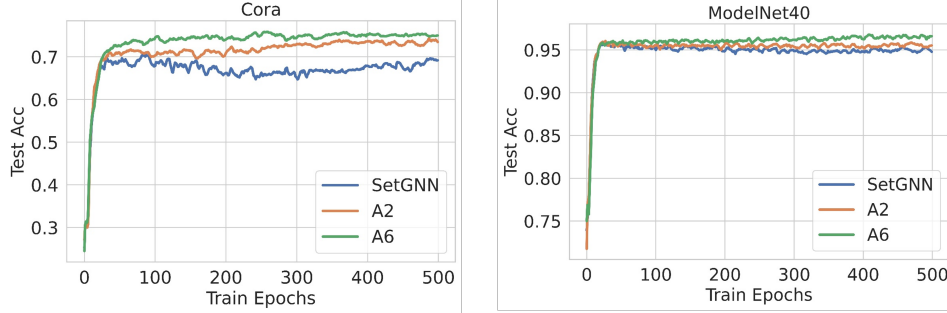 Cora
Test Acc
0.7
0.6
0.5
0.4
0.3
SetGNN
A2
A6
0 100 200 300 400 500
Train Epochs
ModelNet40
Test Acc
0.95
0.90
0.85
0.80
0.75
SetGNN
A2
A6
0 100 200 300 400 500
Train Epochs